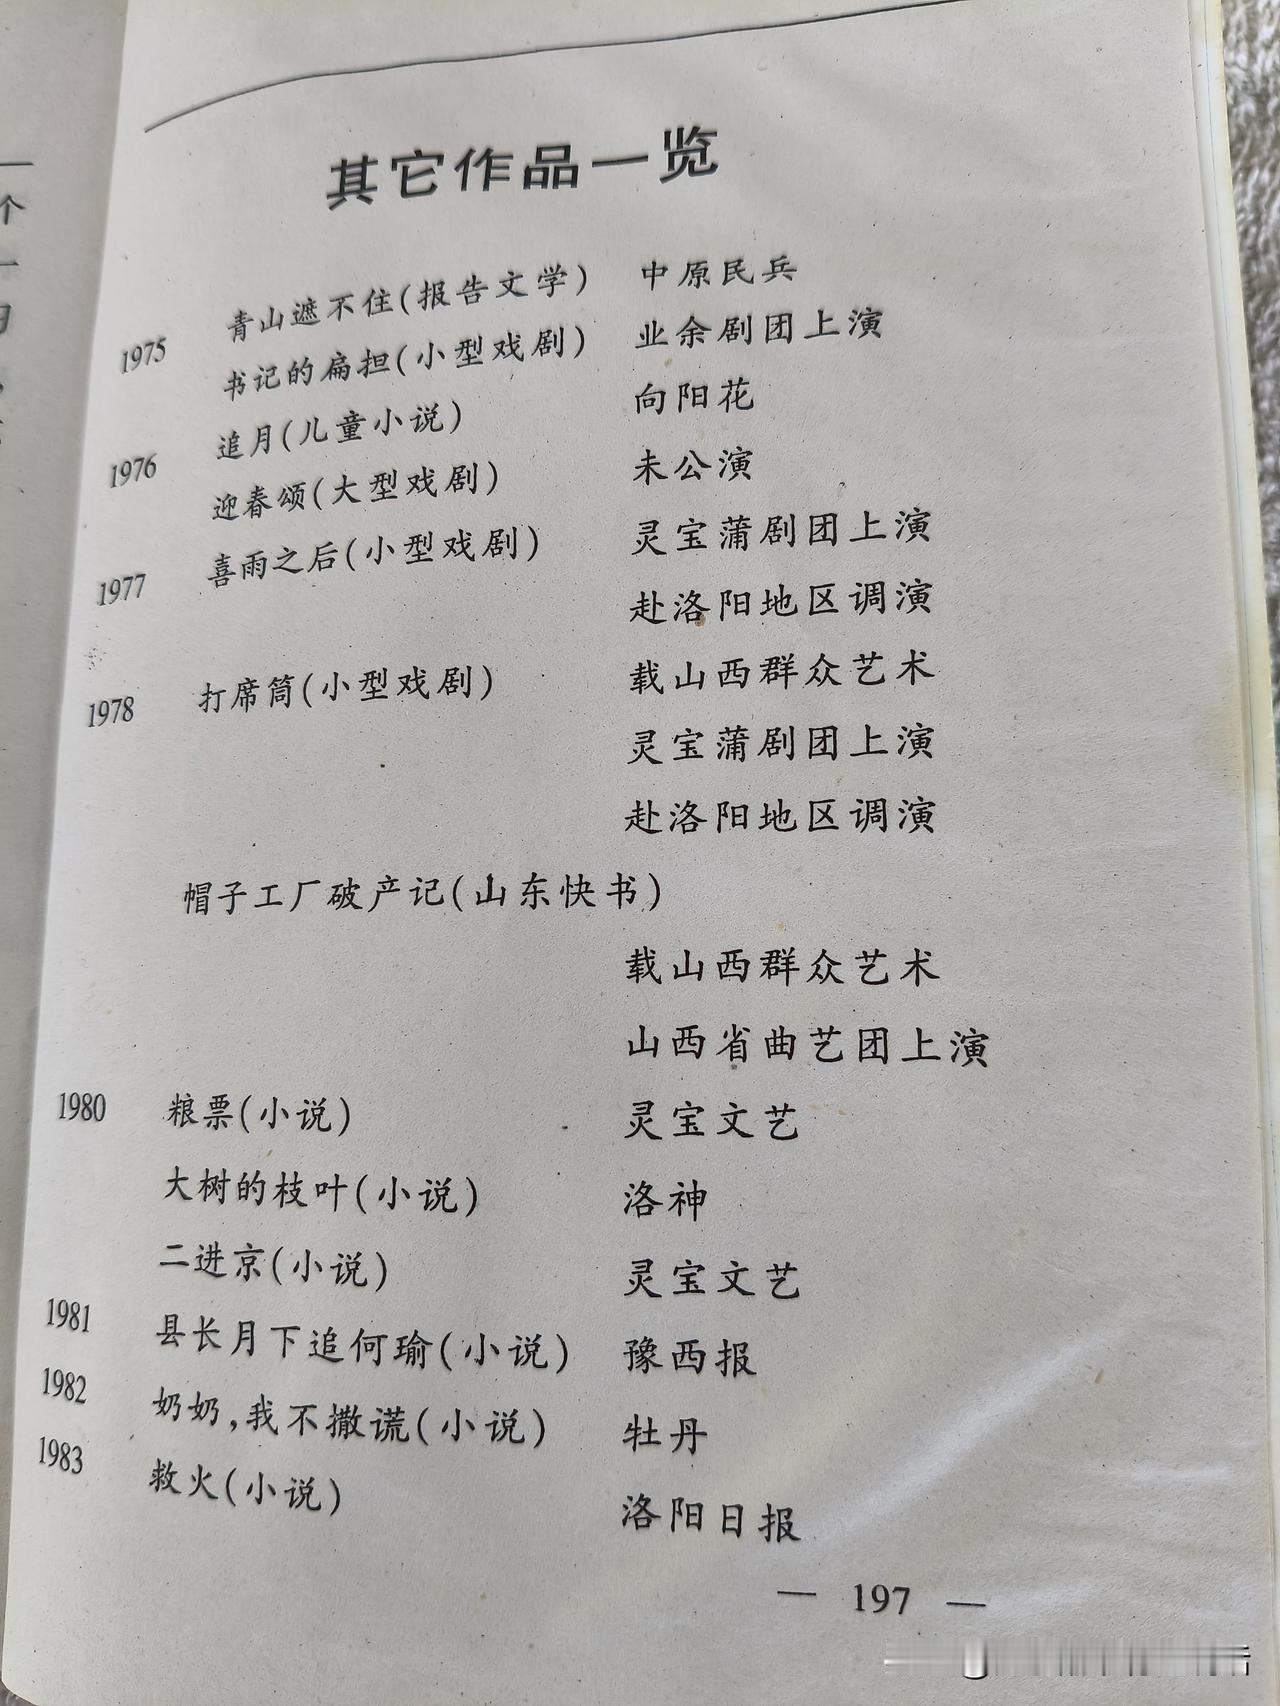 其它作品一览
1975 青山遮不住(报告文学) 中原民兵
书记的扁担(小型戏剧) 业余剧团上演
1976 追月(儿童小说) 向阳花
迎春颂(大型戏剧) 未公演
1977 喜雨之后(小型戏剧) 灵宝蒲剧团上演
赴洛阳地区调演
1978 打席筒(小型戏剧) 载山西群众艺术
灵宝蒲剧团上演
赴洛阳地区调演
帽子工厂破产记(山东快书)
载山西群众艺术
山西省曲艺团上演
1980 粮票(小说) 灵宝文艺
大树的枝叶(小说) 洛神
二进京(小说) 灵宝文艺
1981 县长月下追何瑜(小说) 豫西报
1982 奶奶,我不撒谎(小说) 牡丹
1983 救火(小说) 洛阳日报
— 197 —